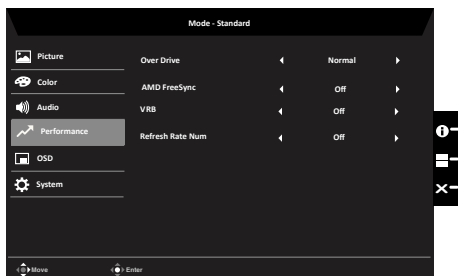 Mode - Standard
Picture
Color
Audio
Performance
OSD
System
Over Drive Normal
AMD FreeSync Off
VRB Off
Refresh Rate Num Off
Move Enter